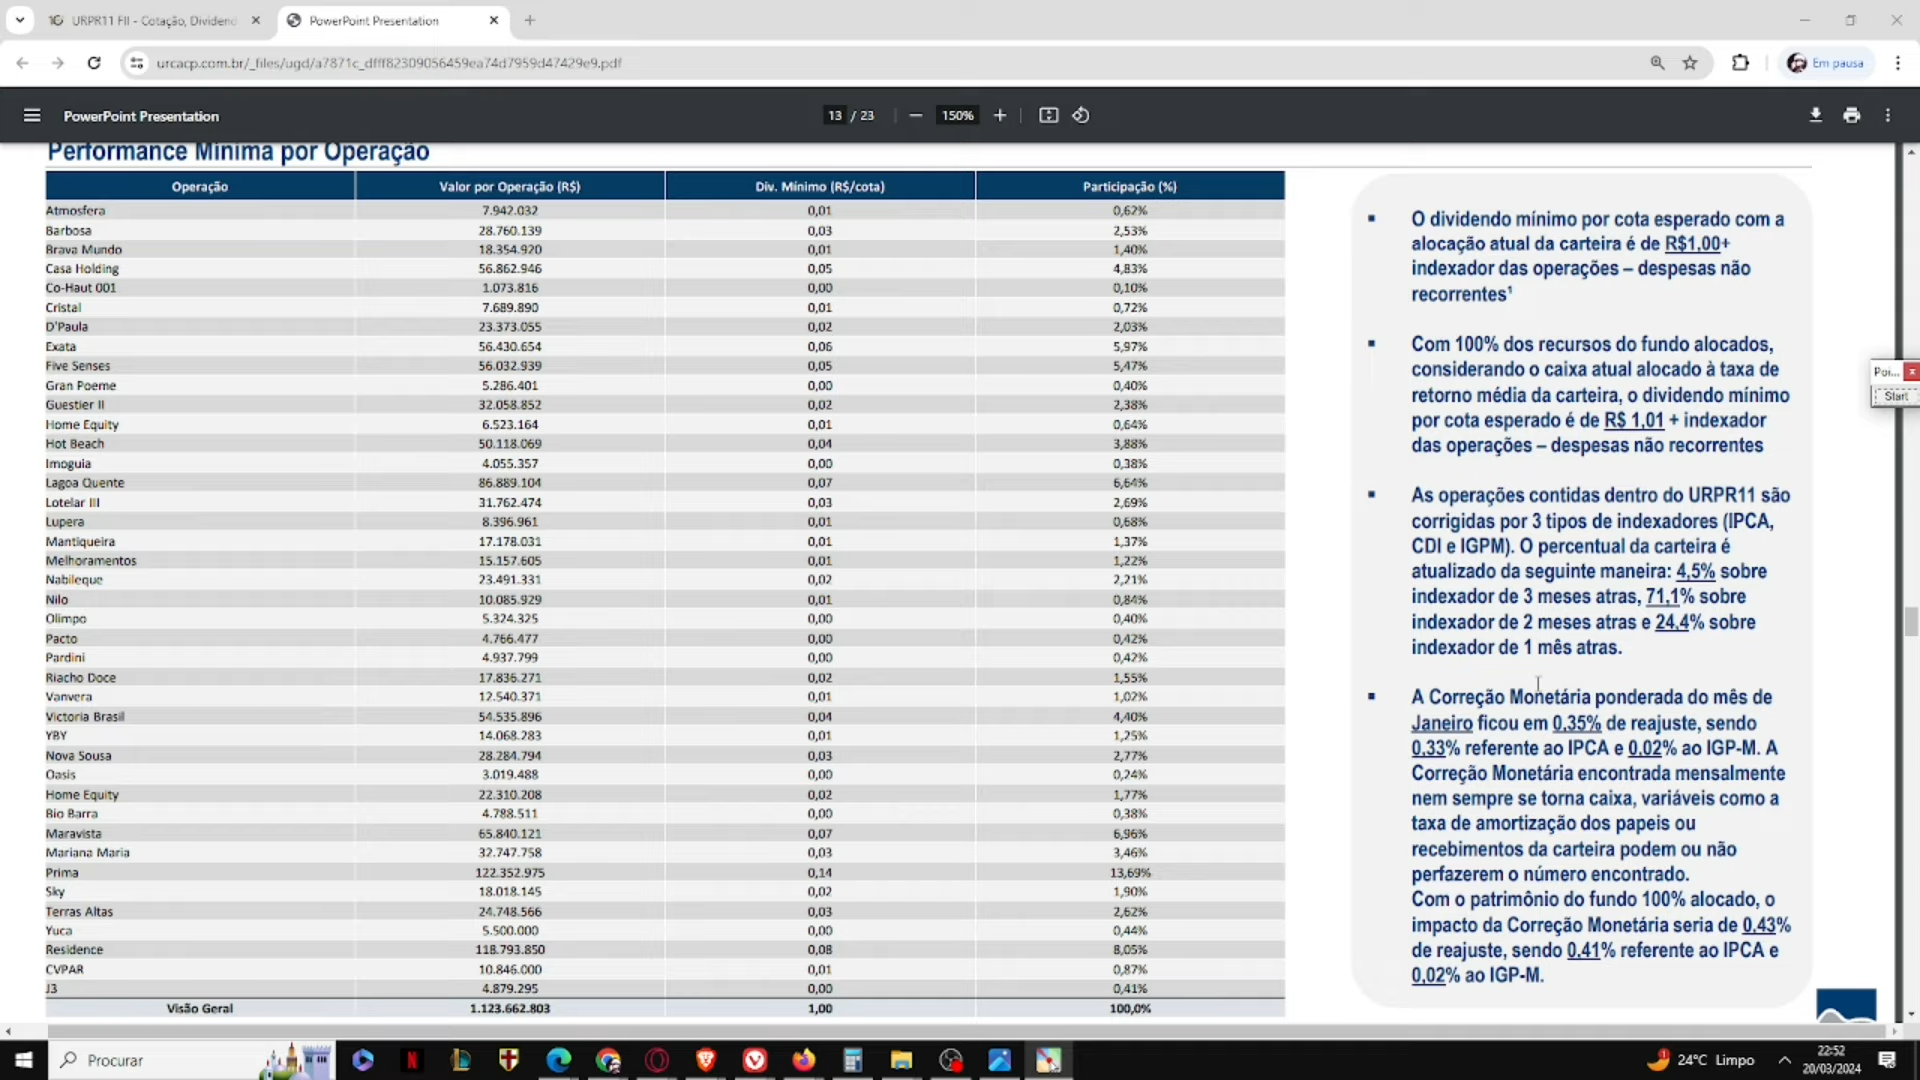 URPR11 FII - Cotação, Dividend
PowerPoint Presentation
urcacp.com.br/_files/ugd/a7871c_dfff82309056459ea74d7959d47429e9.pdf
Em pausa
PowerPoint Presentation
13 / 23
150%
Performance Mínima por Operação
Operação Valor por Operação (R$) Div. Mínimo (R$/cota) Participação (%)
Atmosfera 7.942.032 0,01 0,62%
Barbosa 28.760.139 0,03 2,53%
Brava Mundo 18.354.920 0,01 1,40%
Casa Holding 56.862.946 0,05 4,83%
Co-Haut 001 1.073.816 0,00 0,10%
Cristal 7.689.890 0,01 0,72%
D'Paula 23.373.055 0,02 2,03%
Exata 56.430.654 0,06 5,97%
Five Senses 56.032.939 0,05 5,47%
Gran Poeme 5.286.401 0,00 0,40%
Guestier II 32.058.852 0,02 2,38%
Home Equity 6.523.164 0,01 0,64%
Hot Beach 50.118.069 0,04 3,88%
Imoguia 4.055.357 0,00 0,38%
Lagoa Quente 86.889.104 0,07 6,64%
Lotelar III 31.762.474 0,03 2,69%
Lupera 8.396.961 0,01 0,68%
Mantiqueira 17.178.031 0,01 1,37%
Melhoramentos 15.157.605 0,01 1,22%
Nabileque 23.491.331 0,02 2,21%
Nilo 10.085.929 0,01 0,84%
Olimpo 5.324.325 0,00 0,40%
Pacto 4.766.477 0,00 0,42%
Pardini 4.937.799 0,00 0,42%
Riacho Doce 17.836.271 0,02 1,55%
Vanvera 12.540.371 0,01 1,02%
Victoria Brasil 54.535.896 0,04 4,40%
YBY 14.068.283 0,01 1,25%
Nova Sousa 28.284.794 0,03 2,77%
Oasis 3.019.488 0,00 0,24%
Home Equity 22.310.208 0,02 1,77%
Bio Barra 4.788.511 0,00 0,38%
Maravista 65.840.121 0,07 6,96%
Mariana Maria 32.747.758 0,03 3,46%
Prima 122.352.975 0,14 13,69%
Sky 18.018.145 0,02 1,90%
Terras Altas 24.748.566 0,03 2,62%
Yuca 5.500.000 0,00 0,44%
Residence 118.793.850 0,08 8,05%
CVPAR 10.846.000 0,01 0,87%
J3 4.879.295 0,00 0,41%
Visão Geral 1.123.662.803 1,00 100,0%
▪ O dividendo mínimo por cota esperado com a
alocação atual da carteira é de R$1,00+
indexador das operações – despesas não
recorrentes¹
▪ Com 100% dos recursos do fundo alocados,
considerando o caixa atual alocado à taxa de
retorno média da carteira, o dividendo mínimo
por cota esperado é de R$ 1,01 + indexador
das operações – despesas não recorrentes
▪ As operações contidas dentro do URPR11 são
corrigidas por 3 tipos de indexadores (IPCA,
CDI e IGPM). O percentual da carteira é
atualizado da seguinte maneira: 4,5% sobre
indexador de 3 meses atras, 71,1% sobre
indexador de 2 meses atras e 24,4% sobre
indexador de 1 mês atras.
▪ A Correção Monetária ponderada do mês de
Janeiro ficou em 0,35% de reajuste, sendo
0,33% referente ao IPCA e 0,02% ao IGP-M. A
Correção Monetária encontrada mensalmente
nem sempre se torna caixa, variáveis como a
taxa de amortização dos papeis ou
recebimentos da carteira podem ou não
perfazerem o número encontrado.
Com o patrimônio do fundo 100% alocado, o
impacto da Correção Monetária seria de 0,43%
de reajuste, sendo 0,41% referente ao IPCA e
0,02% ao IGP-M.
Poi...
Start
Procurar
24°C Limpo
22:52
20/03/2024